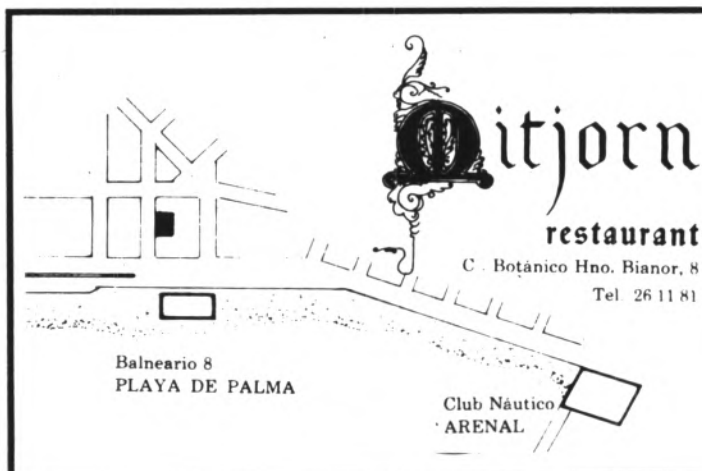 Mitjorn
restaurant
C. Botánico Hno. Bianor, 8
Tel. 26 11 81
Balneario 8
PLAYA DE PALMA
Club Náutico
ARENAL